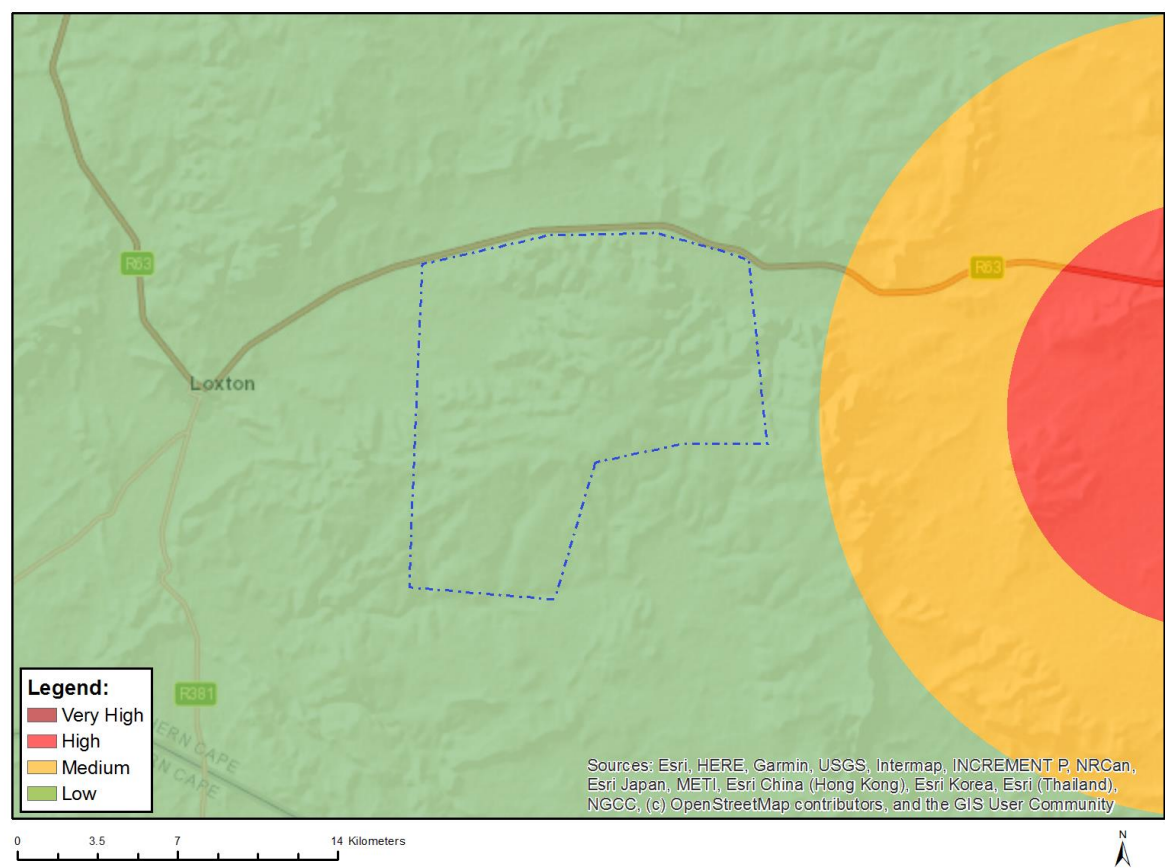 R63
R63
Loxton
R381
HERN CAPE
RN CAPE
Legend:
Very High
High
Medium
Low
Sources: Esri, HERE, Garmin, USGS, Intermap, INCREMENT P, NRCan,
Esri Japan, METI, Esri China (Hong Kong), Esri Korea, Esri (Thailand),
NGCC, (c) OpenStreetMap contributors, and the GIS User Community
0 3.5 7 14 Kilometers
N